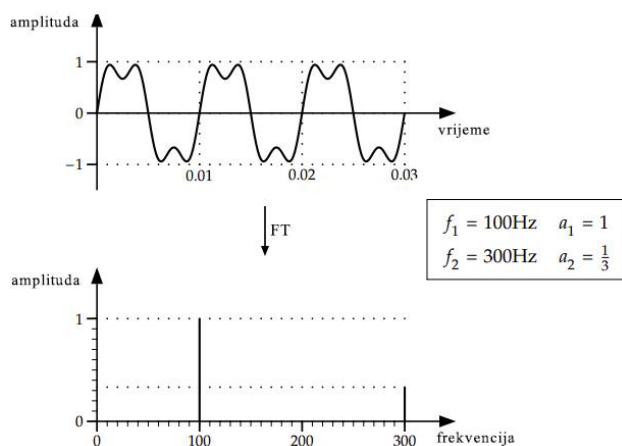 amplituda
1
0
−1
0.01 0.02 0.03
vrijeme
FT
f₁ = 100Hz a₁ = 1
f₂ = 300Hz a₂ = 1/3
amplituda
1
0
0 100 200 300
frekvencija